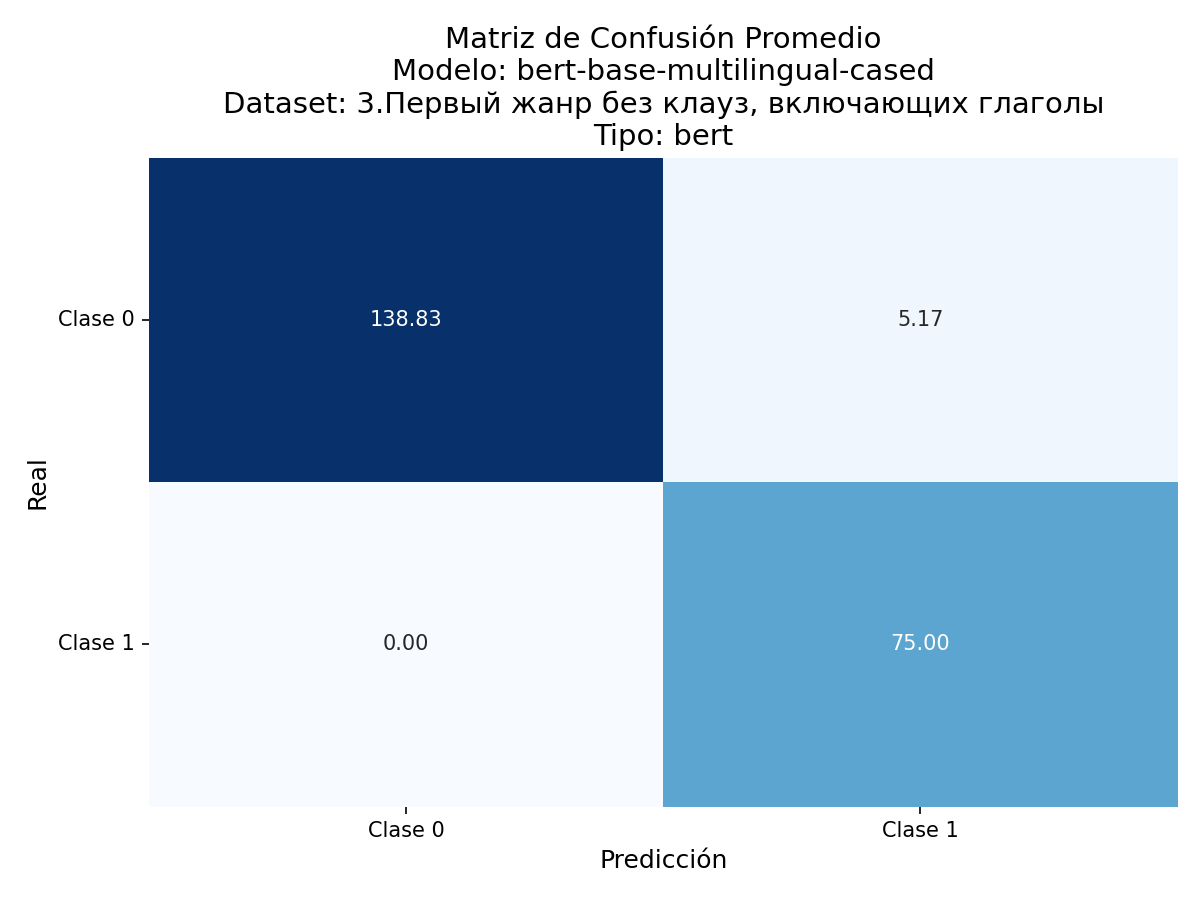 Matriz de Confusión Promedio
Modelo: bert-base-multilingual-cased
Dataset: 3.Первый жанр без клауз, включающих глаголы
Tipo: bert
Clase 0
138.83
5.17
Real
Clase 1
0.00
75.00
Clase 0
Clase 1
Predicción